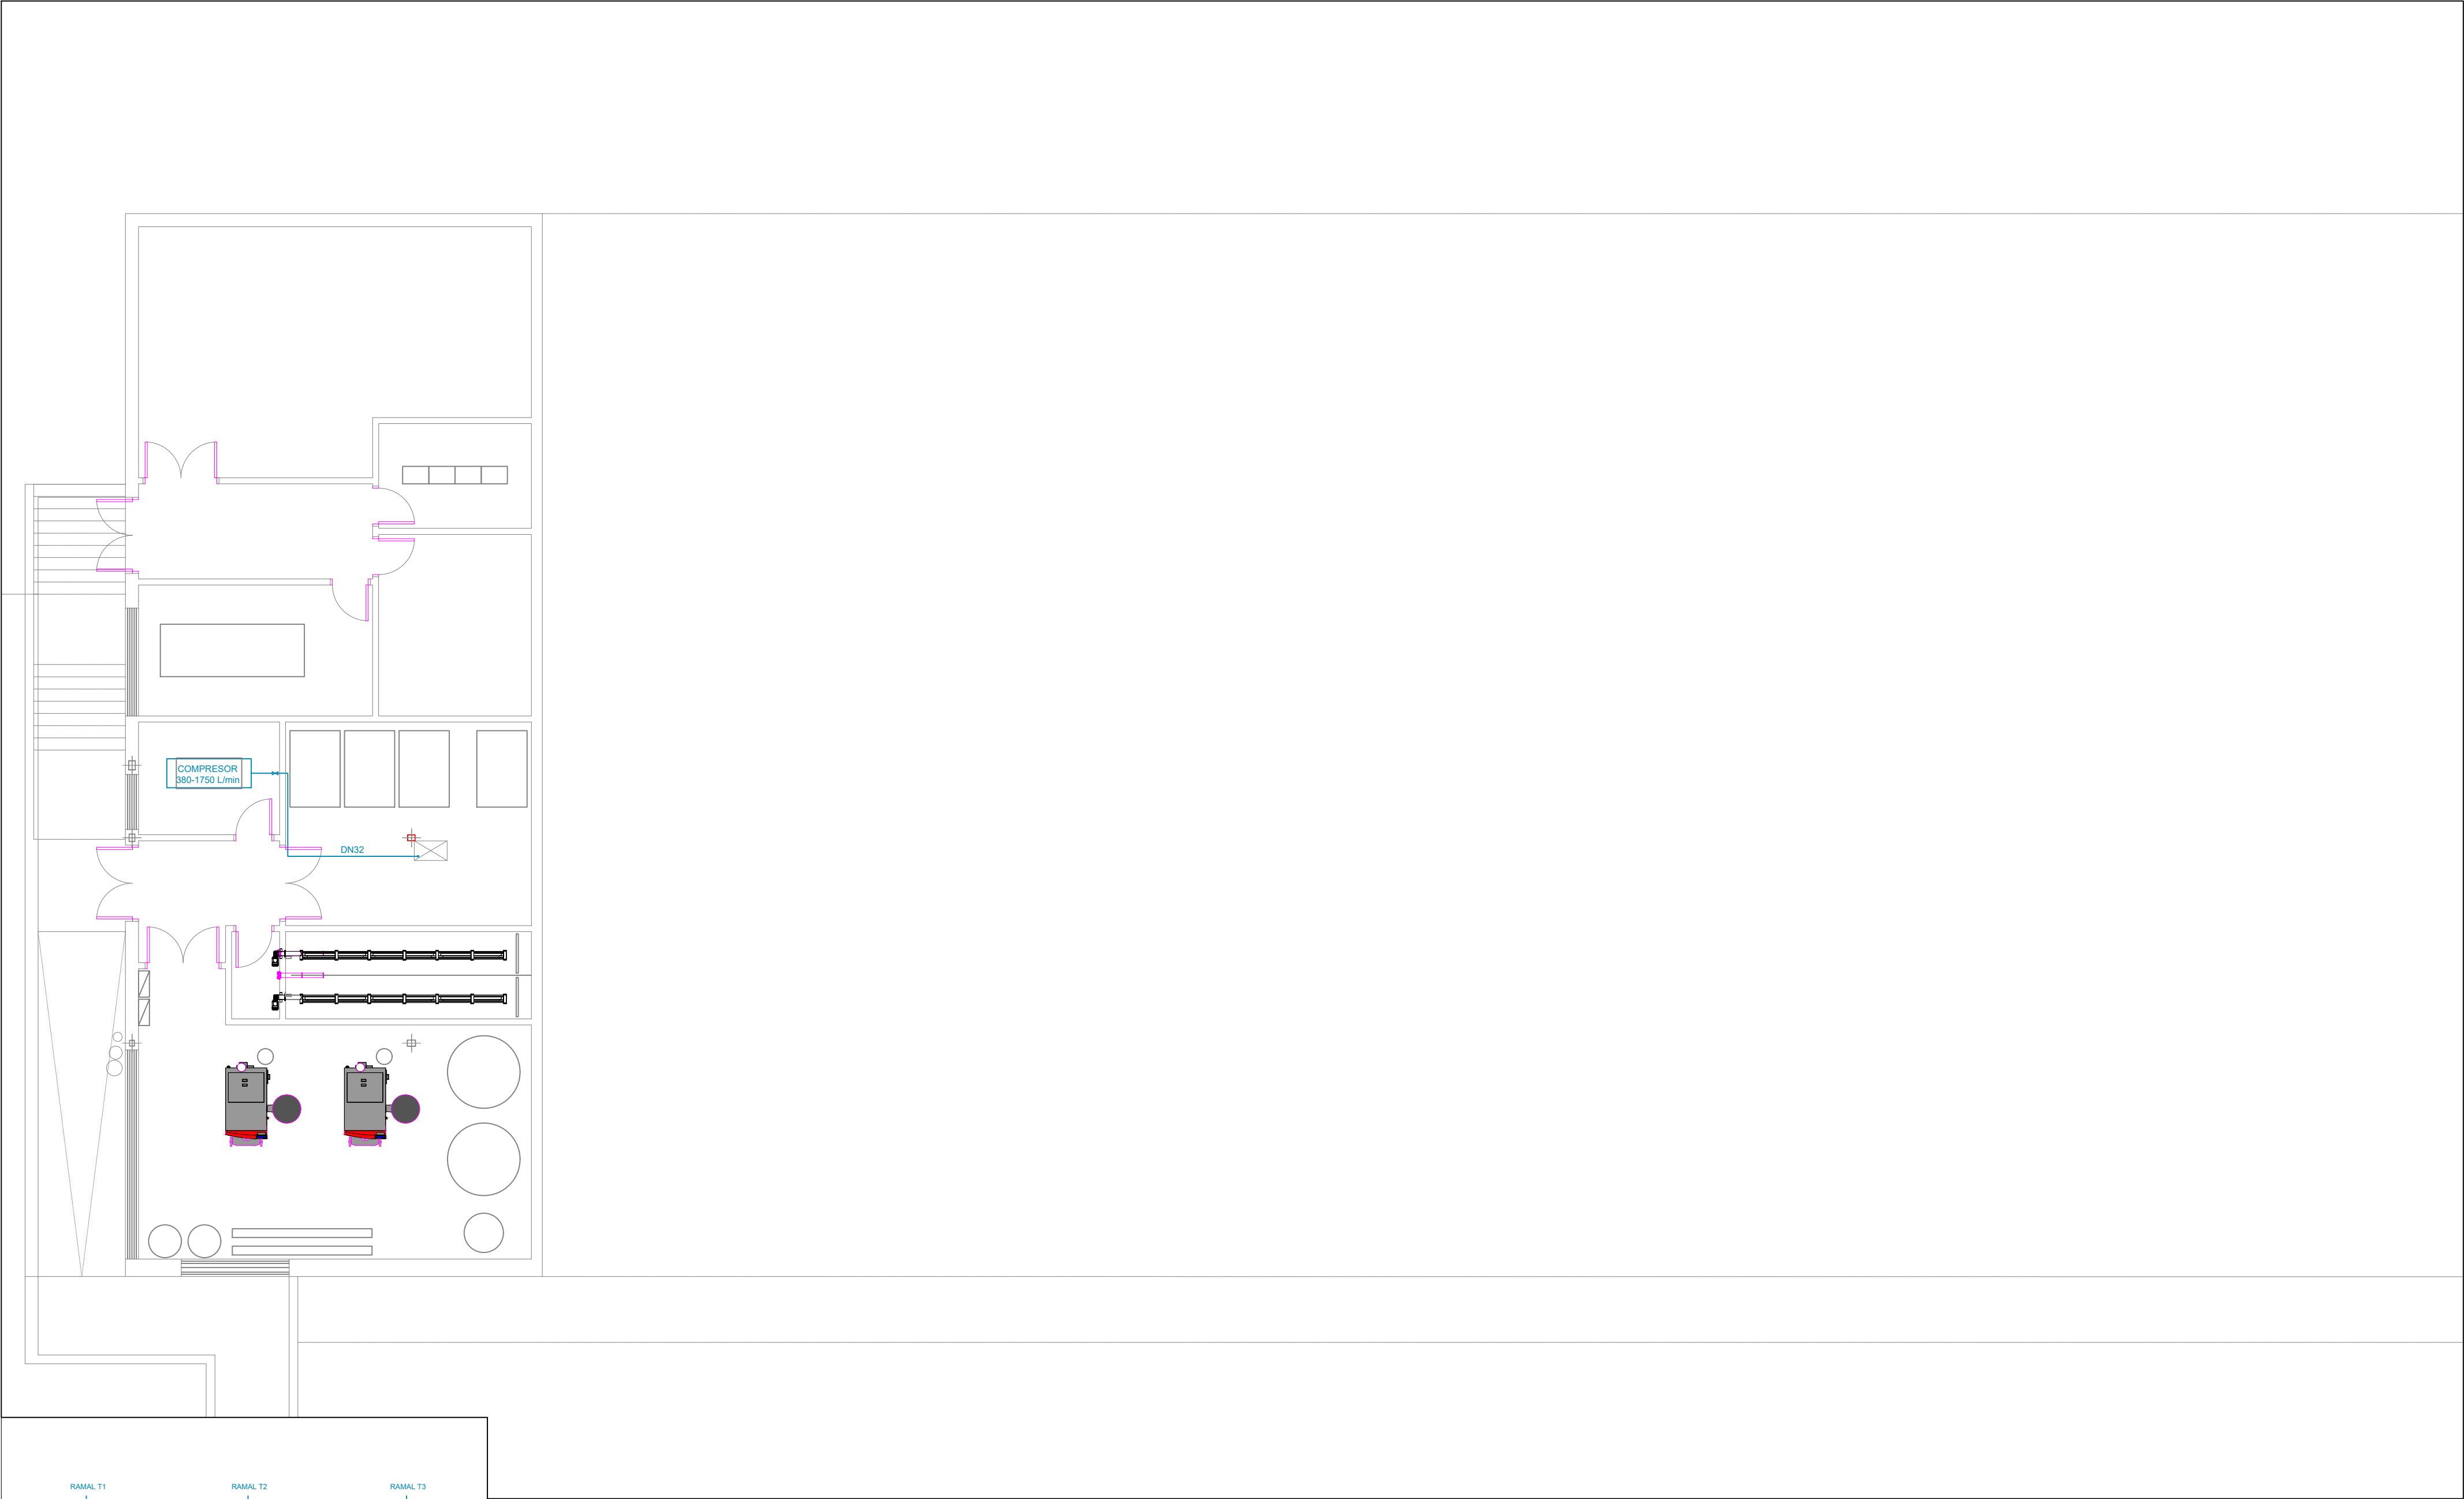 COMPRESOR
380-1750 L/min
DN32
RAMAL T1
RAMAL T2
RAMAL T3